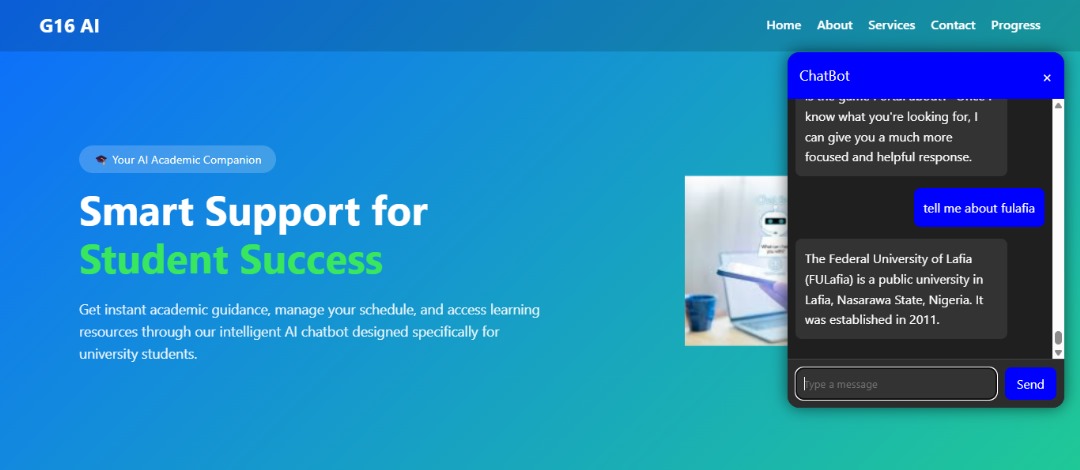 G16 AI
Home About Services Contact Progress
🎓 Your AI Academic Companion
Smart Support for
Student Success
Get instant academic guidance, manage your schedule, and access learning
resources through our intelligent AI chatbot designed specifically for
university students.
ChatBot
×
know what you're looking for, I
can give you a much more
focused and helpful response.
tell me about fulafia
The Federal University of Lafia
(FULafia) is a public university in
Lafia, Nasarawa State, Nigeria. It
was established in 2011.
Type a message
Send